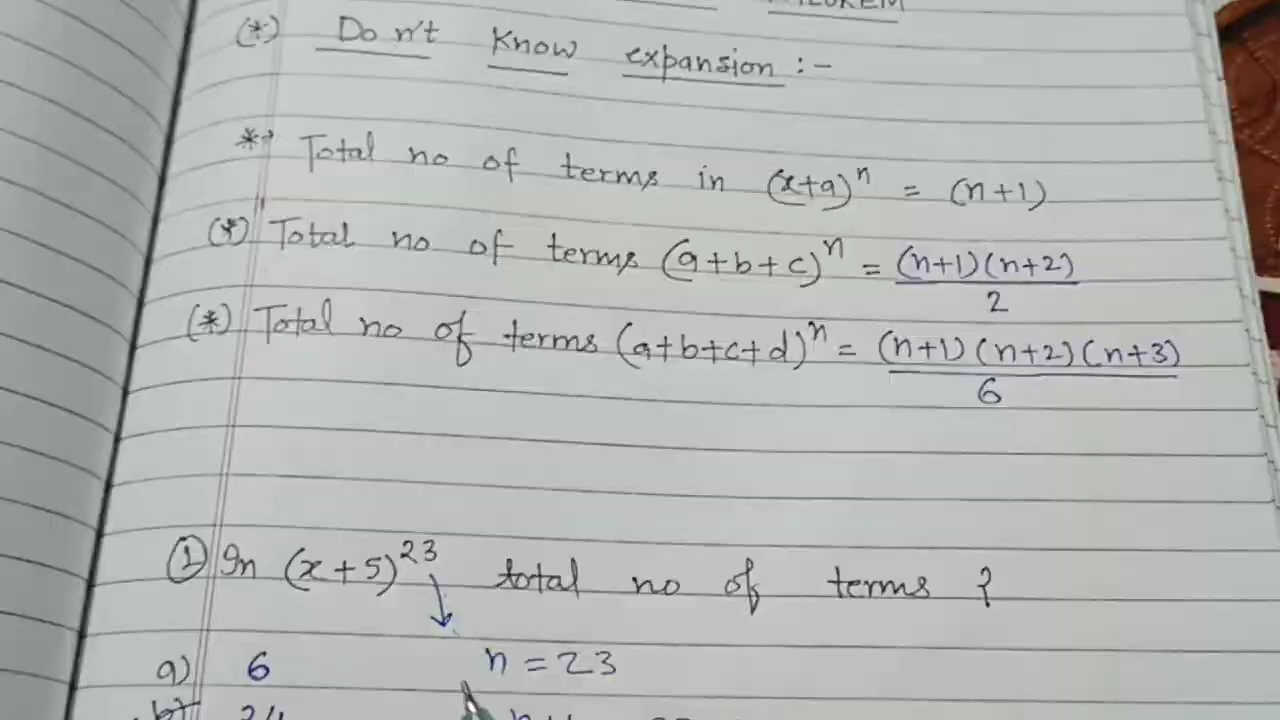 (*) Don't Know expansion :-
* Total no of terms in (x+a)ⁿ = (n+1)
(*) Total no of terms (a+b+c)ⁿ = (n+1)(n+2)/2
(*) Total no of terms (a+b+c+d)ⁿ = (n+1)(n+2)(n+3)/6
① In (x+5)²³ total no of terms ?
a) 6 n = 23
b) 24